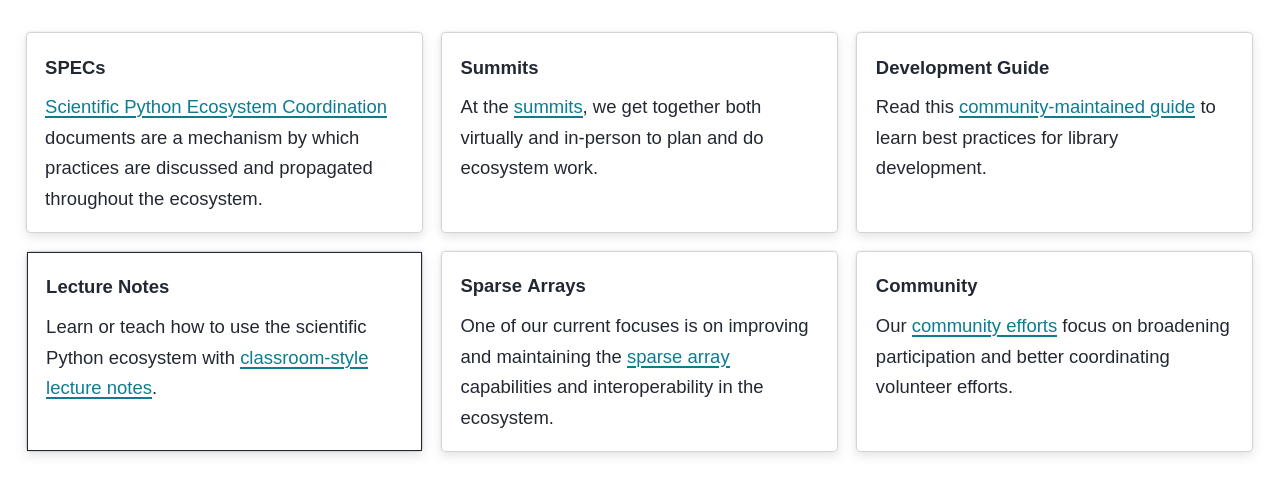 SPECs
Scientific Python Ecosystem Coordination
documents are a mechanism by which
practices are discussed and propagated
throughout the ecosystem.
Summits
At the summits, we get together both
virtually and in-person to plan and do
ecosystem work.
Development Guide
Read this community-maintained guide to
learn best practices for library
development.
Lecture Notes
Learn or teach how to use the scientific
Python ecosystem with classroom-style
lecture notes.
Sparse Arrays
One of our current focuses is on improving
and maintaining the sparse array
capabilities and interoperability in the
ecosystem.
Community
Our community efforts focus on broadening
participation and better coordinating
volunteer efforts.